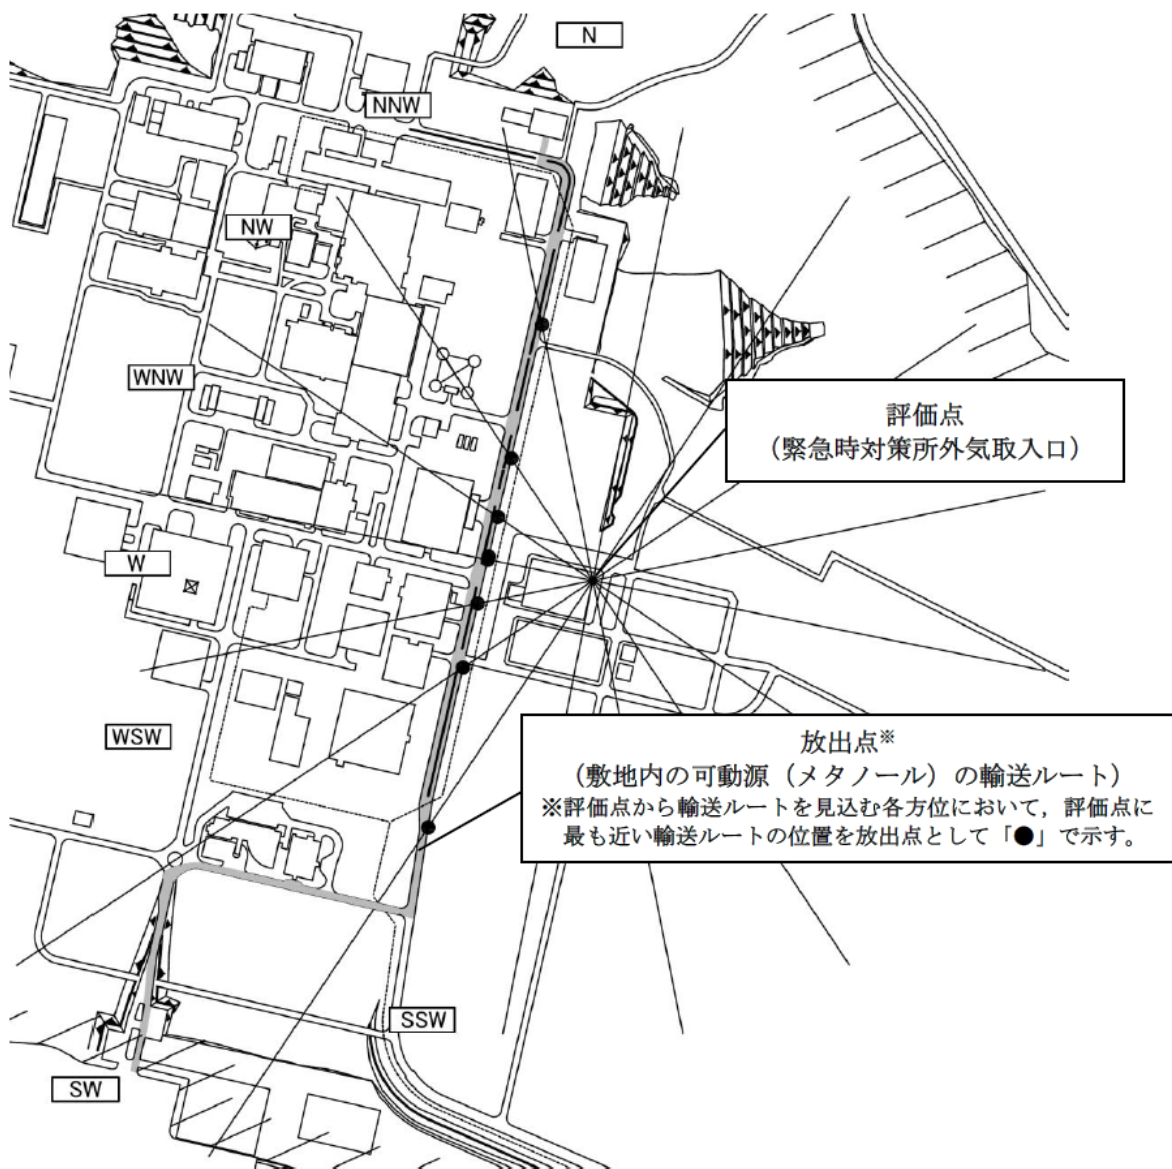 N
NNW
NW
WNW
評価点
（緊急時対策所外気取入口）
W
WSW
放出点※
（敷地内の可動源（メタノール）の輸送ルート）
※評価点から輸送ルートを見込む各方位において，評価点に
最も近い輸送ルートの位置を放出点として「●」で示す。
SSW
SW